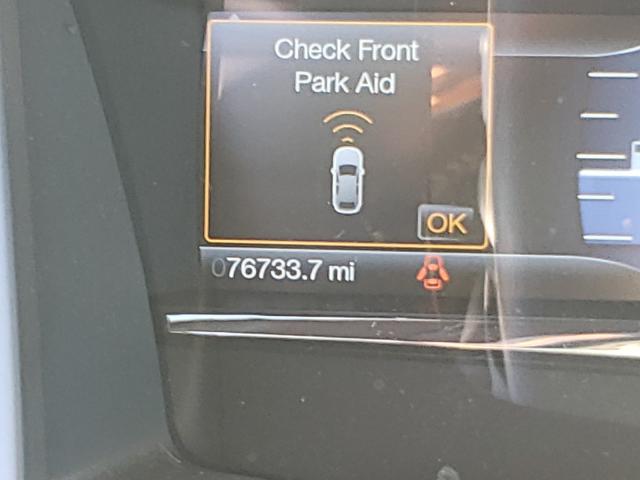 Check Front
Park Aid
OK
076733.7 mi